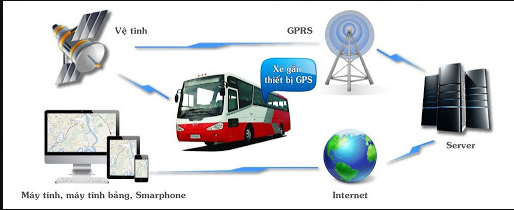 Vệ tinh
GPRS
Xe gắn
thiết bị GPS
Server
Máy tính, máy tính bảng, Smarphone
Internet